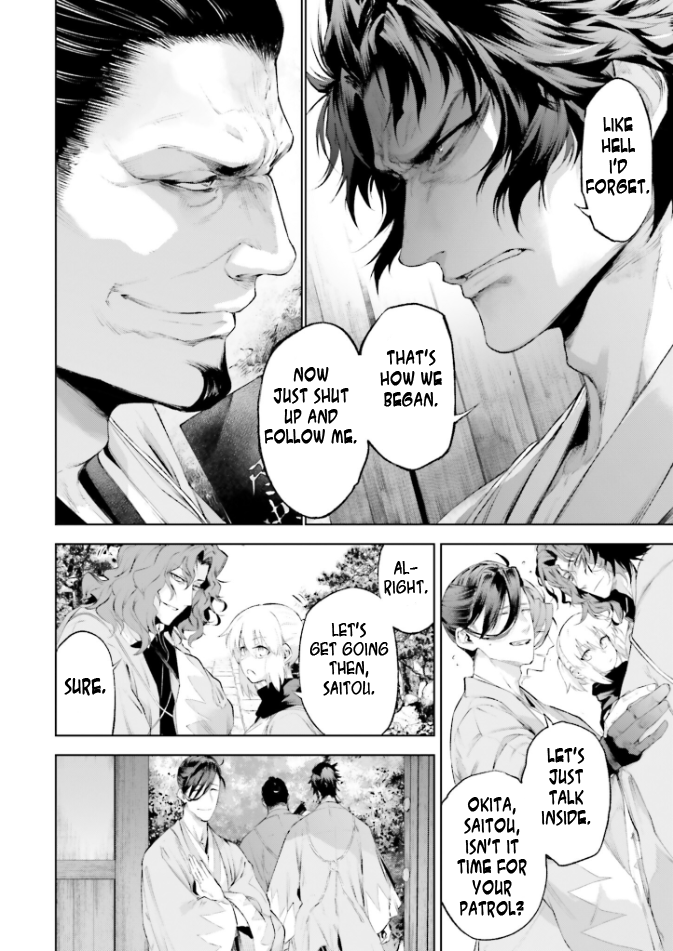 LIKE
HELL
I'D
FORGET.
THAT'S
HOW WE
BEGAN.
NOW
JUST SHUT
UP AND
FOLLOW ME.
LET'S
JUST
TALK
INSIDE.
OKITA,
SAITOU,
ISN'T IT
TIME FOR
YOUR
PATROL?
AL-
RIGHT.
LET'S
GET GOING
THEN,
SAITOU.
SURE.